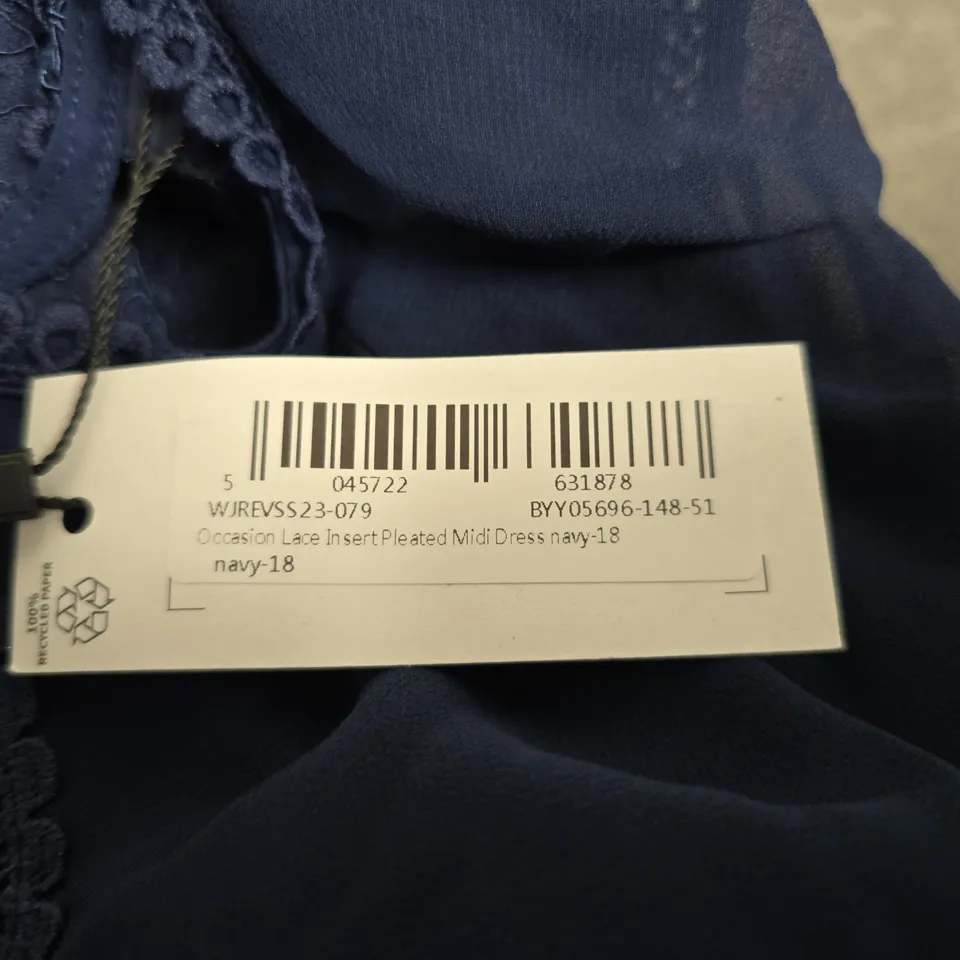 5 045722 631878
WJREVSS23-079 BYY05696-148-51
Occasion Lace Insert Pleated Midi Dress navy-18
navy-18
100%
RECYCLED PAPER